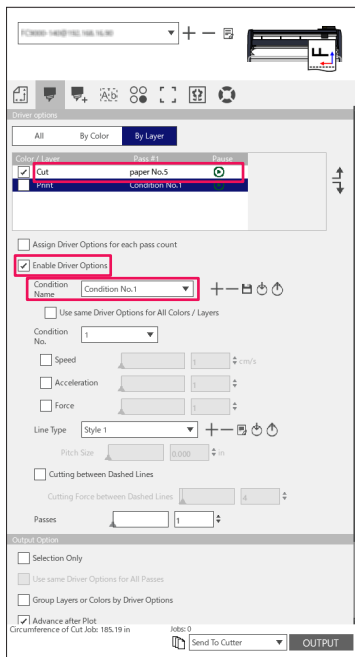 Driver options
All By Color By Layer
Color / Layer Pass #1 Pause
Cut paper No.5
Print Condition No.1
Assign Driver Options for each pass count
Enable Driver Options
Condition Name Condition No.1
Use same Driver Options for All Colors / Layers
Condition No. 1
Speed 1 cm/s
Acceleration 1
Force 1
Line Type Style 1
Pitch Size 0.000 in
Cutting between Dashed Lines
Cutting Force between Dashed Lines 4
Passes 1
Output Option
Selection Only
Use same Driver Options for All Passes
Group Layers or Colors by Driver Options
Advance after Plot
Circumference of Cut Job: 185.19 in Jobs: 0
Send To Cutter OUTPUT